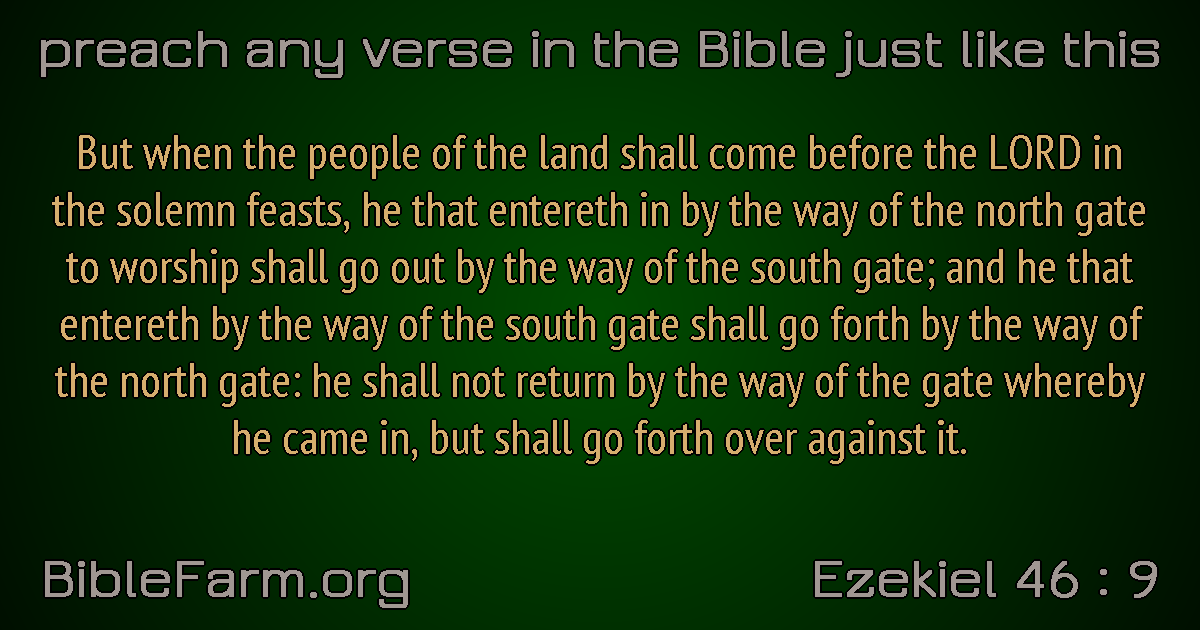 preach any verse in the Bible just like this
But when the people of the land shall come before the LORD in
the solemn feasts, he that entereth in by the way of the north gate
to worship shall go out by the way of the south gate; and he that
entereth by the way of the south gate shall go forth by the way of
the north gate: he shall not return by the way of the gate whereby
he came in, but shall go forth over against it.
BibleFarm.org
Ezekiel 46 : 9